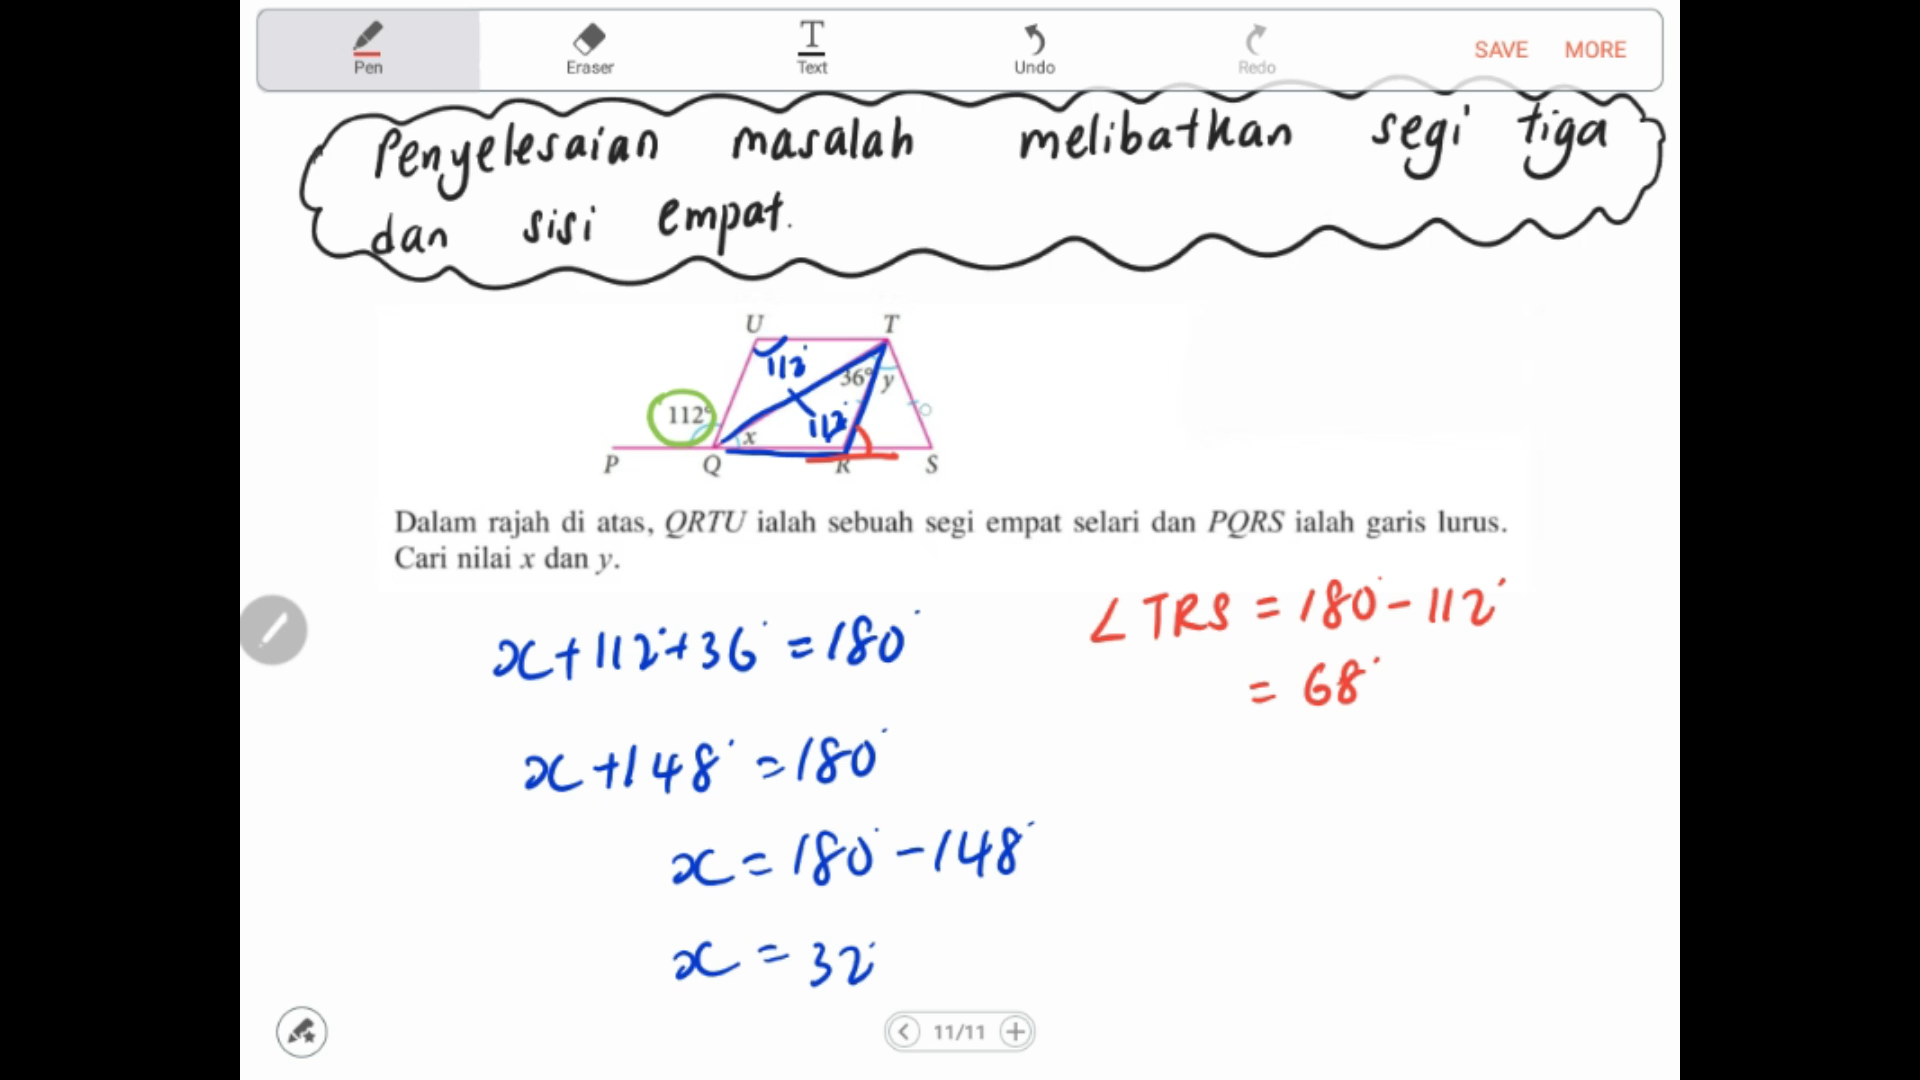 Pen Eraser Text Undo Redo SAVE MORE
Penyelesaian masalah melibatkan segi tiga
dan sisi empat.
U T
112°
36° y
112° x 112°
P Q R S
Dalam rajah di atas, QRTU ialah sebuah segi empat selari dan PQRS ialah garis lurus.
Cari nilai x dan y.
x+112°+36° =180°
x+148° =180°
x=180°-148°
x=32°
∠TRS =180°-112°
= 68°
11/11